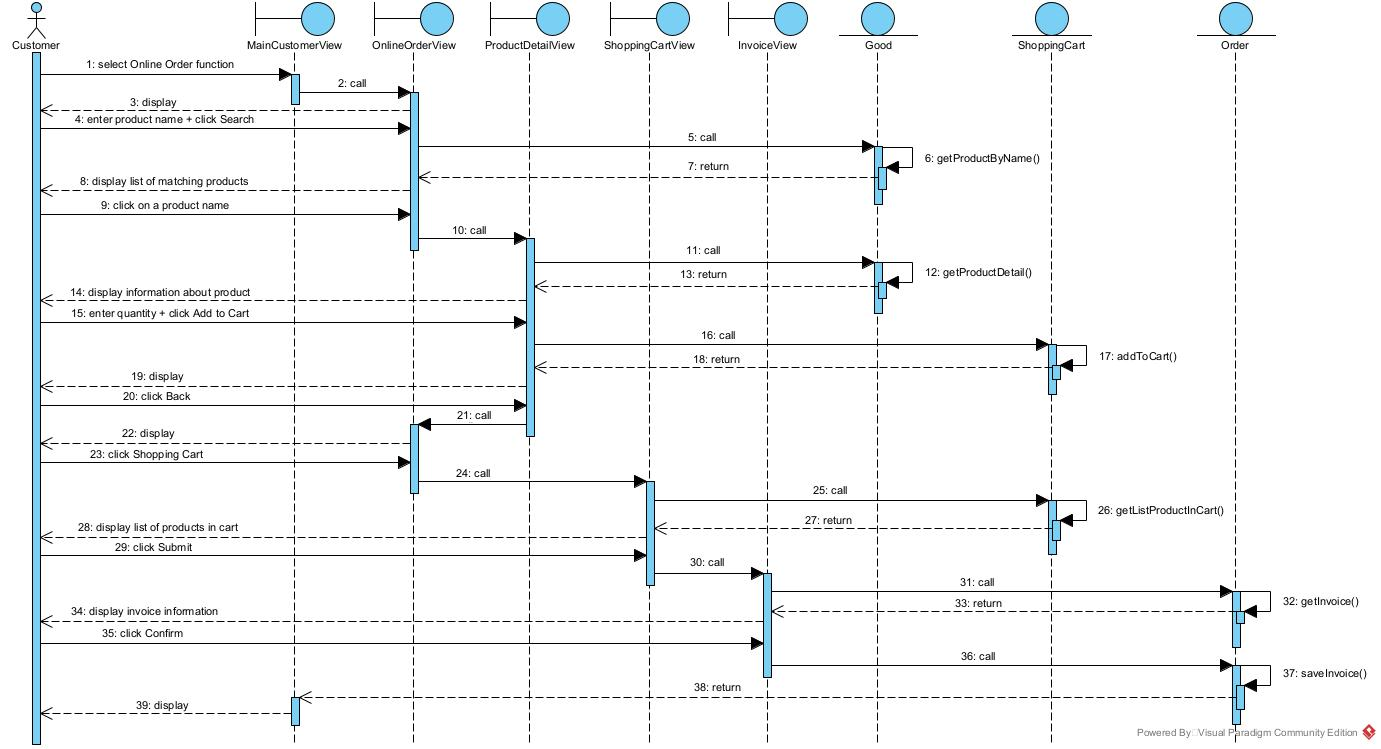 Customer
MainCustomerView
OnlineOrderView
ProductDetailView
ShoppingCartView
InvoiceView
Good
ShoppingCart
Order
1: select Online Order function
2: call
3: display
4: enter product name + click Search
5: call
6: getProductByName()
7: return
8: display list of matching products
9: click on a product name
10: call
11: call
12: getProductDetail()
13: return
14: display information about product
15: enter quantity + click Add to Cart
16: call
17: addToCart()
18: return
19: display
20: click Back
21: call
22: display
23: click Shopping Cart
24: call
25: call
26: getListProductInCart()
27: return
28: display list of products in cart
29: click Submit
30: call
31: call
32: getInvoice()
33: return
34: display invoice information
35: click Confirm
36: call
37: saveInvoice()
38: return
39: display
Powered By Visual Paradigm Community Edition